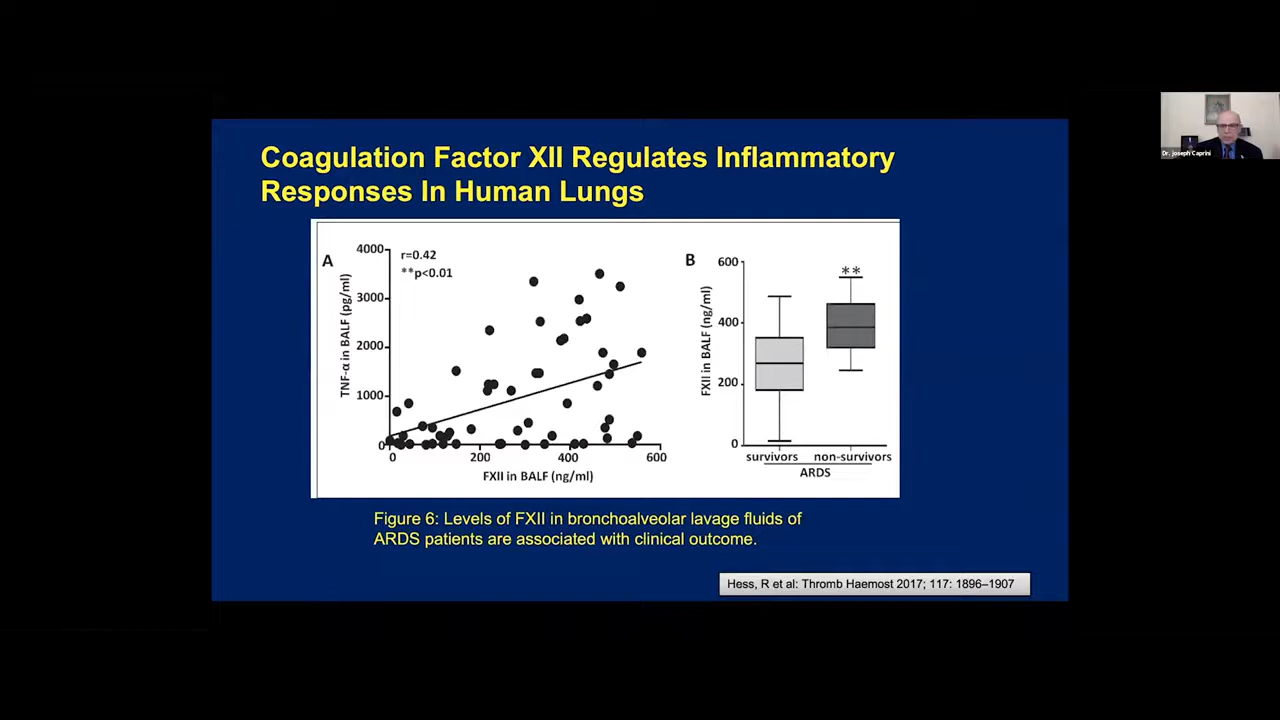 Coagulation Factor XII Regulates Inflammatory
Responses In Human Lungs
A
r=0.42
**p<0.01
TNF-α in BALF (pg/ml)
4000
3000
2000
1000
0
0 200 400 600
FXII in BALF (ng/ml)
B
**
FXII in BALF (ng/ml)
600
400
200
0
survivors non-survivors
ARDS
Figure 6: Levels of FXII in bronchoalveolar lavage fluids of
ARDS patients are associated with clinical outcome.
Hess, R et al: Thromb Haemost 2017; 117: 1896–1907
Dr. Joseph Caprini